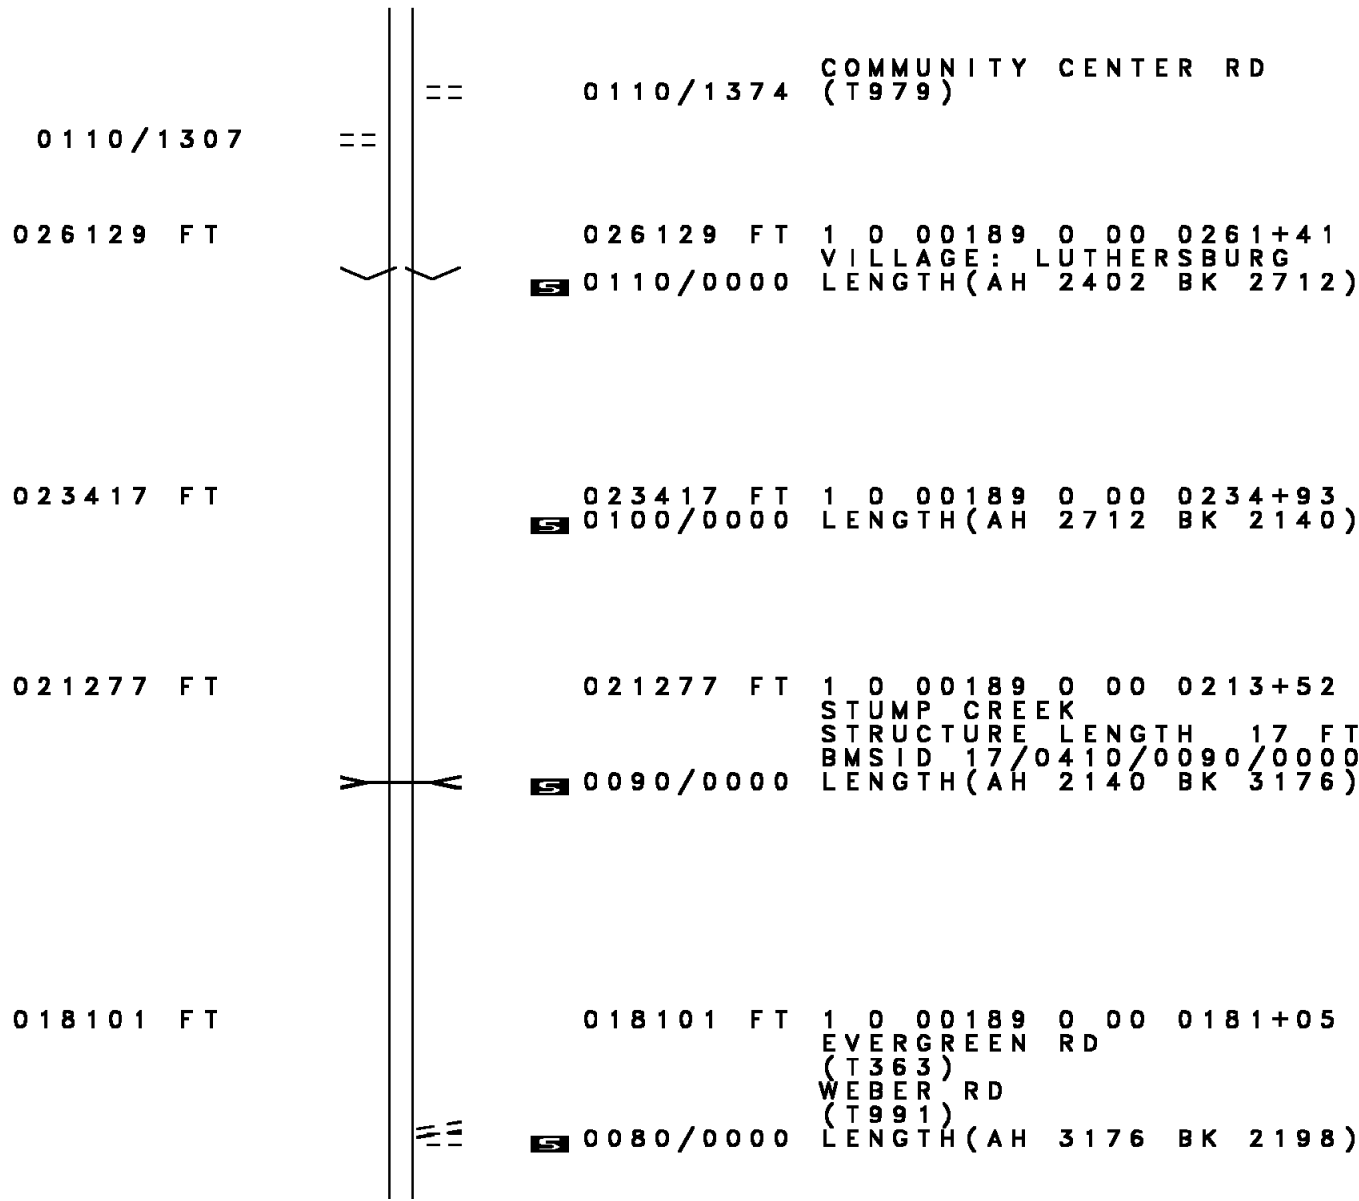 COMMUNITY CENTER RD
0110/1374 (T979)
0110/1307
026129 FT 026129 FT 1 0 00189 0 00 0261+41
VILLAGE: LUTHERSBURG
S 0110/0000 LENGTH(AH 2402 BK 2712)
023417 FT 023417 FT 1 0 00189 0 00 0234+93
S 0100/0000 LENGTH(AH 2712 BK 2140)
021277 FT 021277 FT 1 0 00189 0 00 0213+52
STUMP CREEK
STRUCTURE LENGTH 17 FT
BMSID 17/0410/0090/0000
S 0090/0000 LENGTH(AH 2140 BK 3176)
018101 FT 018101 FT 1 0 00189 0 00 0181+05
EVERGREEN RD
(T363)
WEBER RD
(T991)
S 0080/0000 LENGTH(AH 3176 BK 2198)